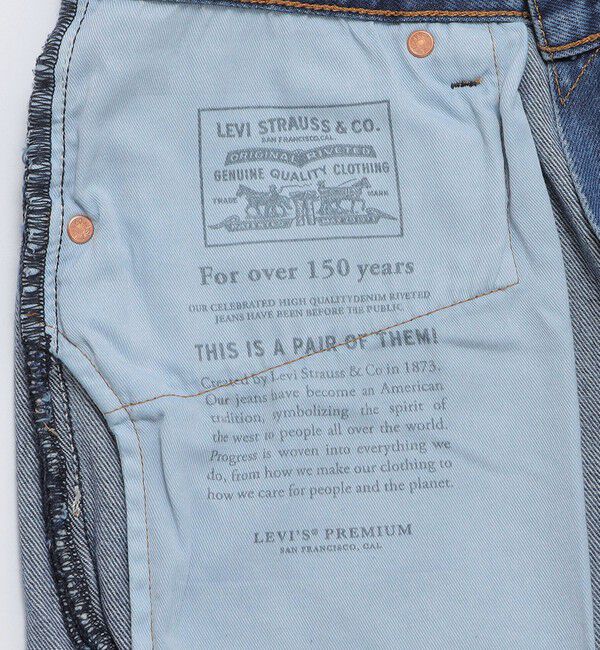 LEVI STRAUSS & CO.
SAN FRANCISCO, CAL.
ORIGINAL RIVETED
GENUINE QUALITY CLOTHING
TRADE MARK
For over 150 years
OUR CELEBRATED HIGH QUALITYDENIM RIVETED
JEANS HAVE BEEN BEFORE THE PUBLIC.
THIS IS A PAIR OF THEM!
Created by Levi Strauss & Co in 1873.
Our jeans have become an American
tradition, symbolizing the spirit of
the west to people all over the world.
Progress is woven into everything we
do, from how we make our clothing to
how we care for people and the planet.
LEVI'S® PREMIUM
SAN FRANCISCO, CAL